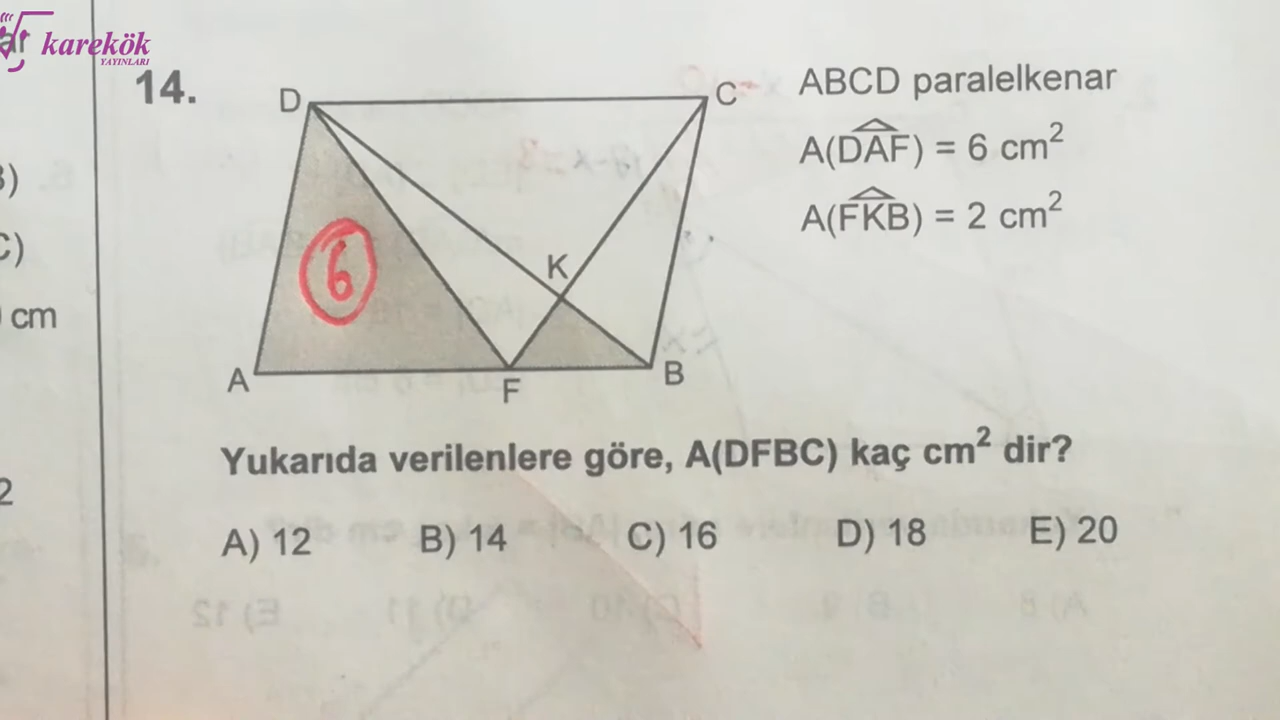 ar
karekök
YAYINLARI
14.
D
C
K
6
A
F
B
ABCD paralelkenar
A(DAF) = 6 cm²
A(FKB) = 2 cm²
B)
C)
cm
2
Yukarıda verilenlere göre, A(DFBC) kaç cm² dir?
A) 12 B) 14 C) 16 D) 18 E) 20